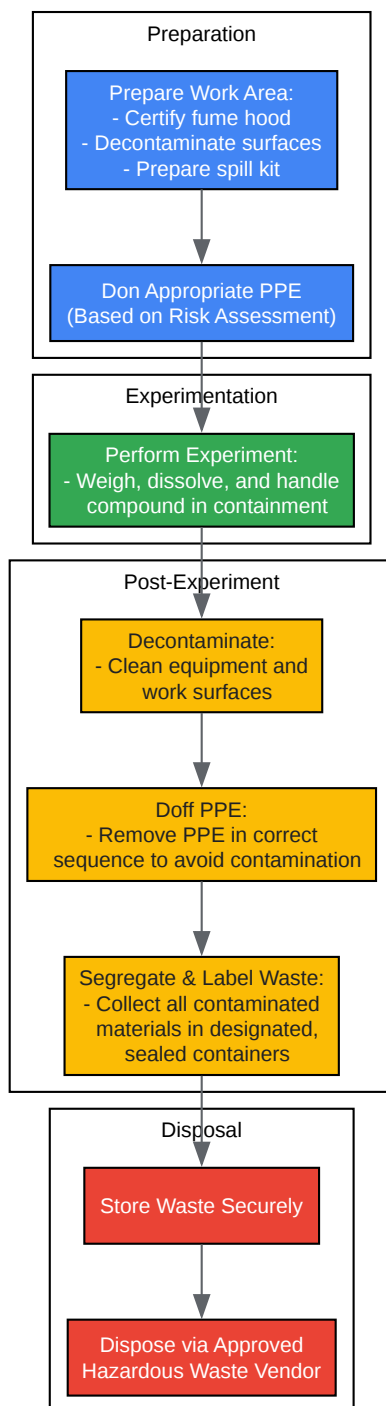 Preparation
Prepare Work Area:
- Certify fume hood
- Decontaminate surfaces
- Prepare spill kit
Don Appropriate PPE
(Based on Risk Assessment)
Experimentation
Perform Experiment:
- Weigh, dissolve, and handle
compound in containment
Post-Experiment
Decontaminate:
- Clean equipment and
work surfaces
Doff PPE:
- Remove PPE in correct
sequence to avoid contamination
Segregate & Label Waste:
- Collect all contaminated
materials in designated,
sealed containers
Disposal
Store Waste Securely
Dispose via Approved
Hazardous Waste Vendor